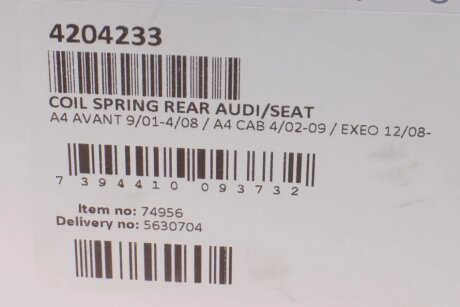 4204233
COIL SPRING REAR AUDI/SEAT
A4 AVANT 9/01-4/08 / A4 CAB 4/02-09 / EXEO 12/08-
7 394410 093732
Item no: 74956
Delivery no: 5630704